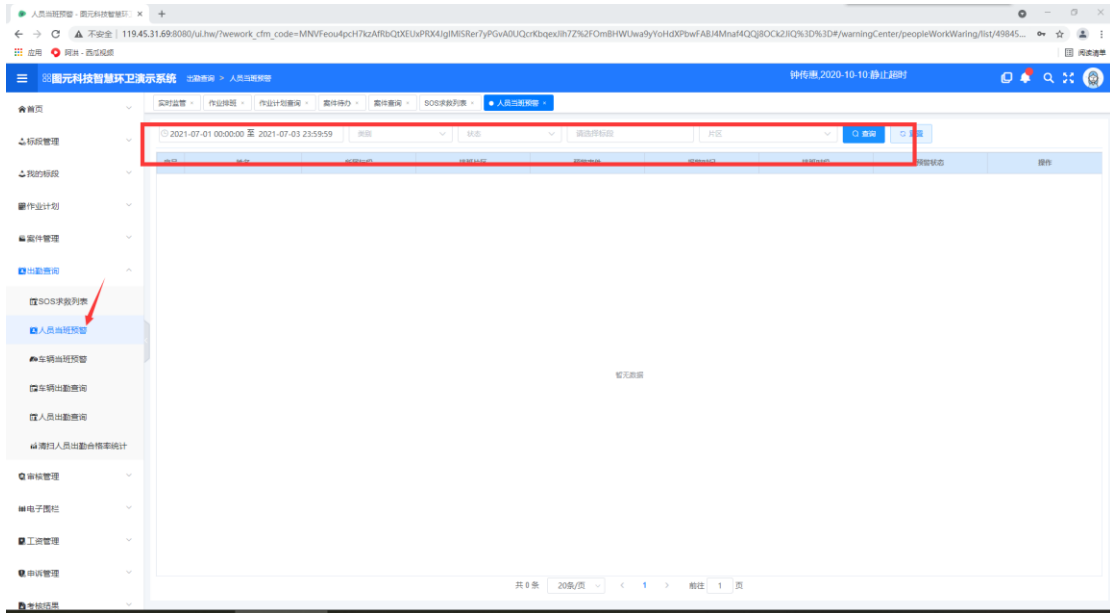 人员当班预警 - 图元科技智慧环
不安全 | 119.45.31.69:8080/ui.hw/?wework_cfm_code=
#/warningCenter/peopleWorkWaring/list/49845...
应用
阅读清单
图元科技智慧环卫演示系统 出勤查询 > 人员当班预警 钟传惠,2020-10-10 静止超时
首页 实时监管 作业排班 作业计划查询 案件待办 案件查询 SOS求救列表 人员当班预警
2021-07-01 00:00:00 至 2021-07-03 23:59:59 类别 状态 请选择标段 片区 查询 重置
预警状态 操作
标段管理
我的标段
作业计划
案件管理
出勤查询
SOS求救列表
人员当班预警
车辆当班预警
暂无数据
车辆出勤查询
人员出勤查询
清扫人员出勤合格率统计
审核管理
电子围栏
工资管理
申诉管理
共 0 条 20条/页 1 前往 1 页
考核结果